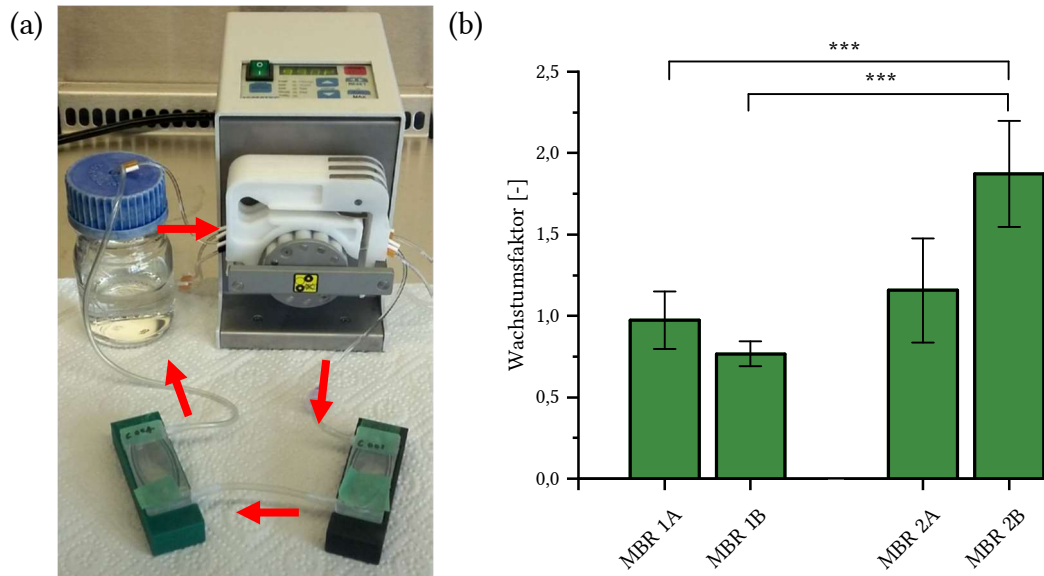 (a)
(b)
***
***
2,5
2,0
1,5
1,0
0,5
0,0
Wachstumsfaktor [-]
MBR 1A
MBR 1B
MBR 2A
MBR 2B